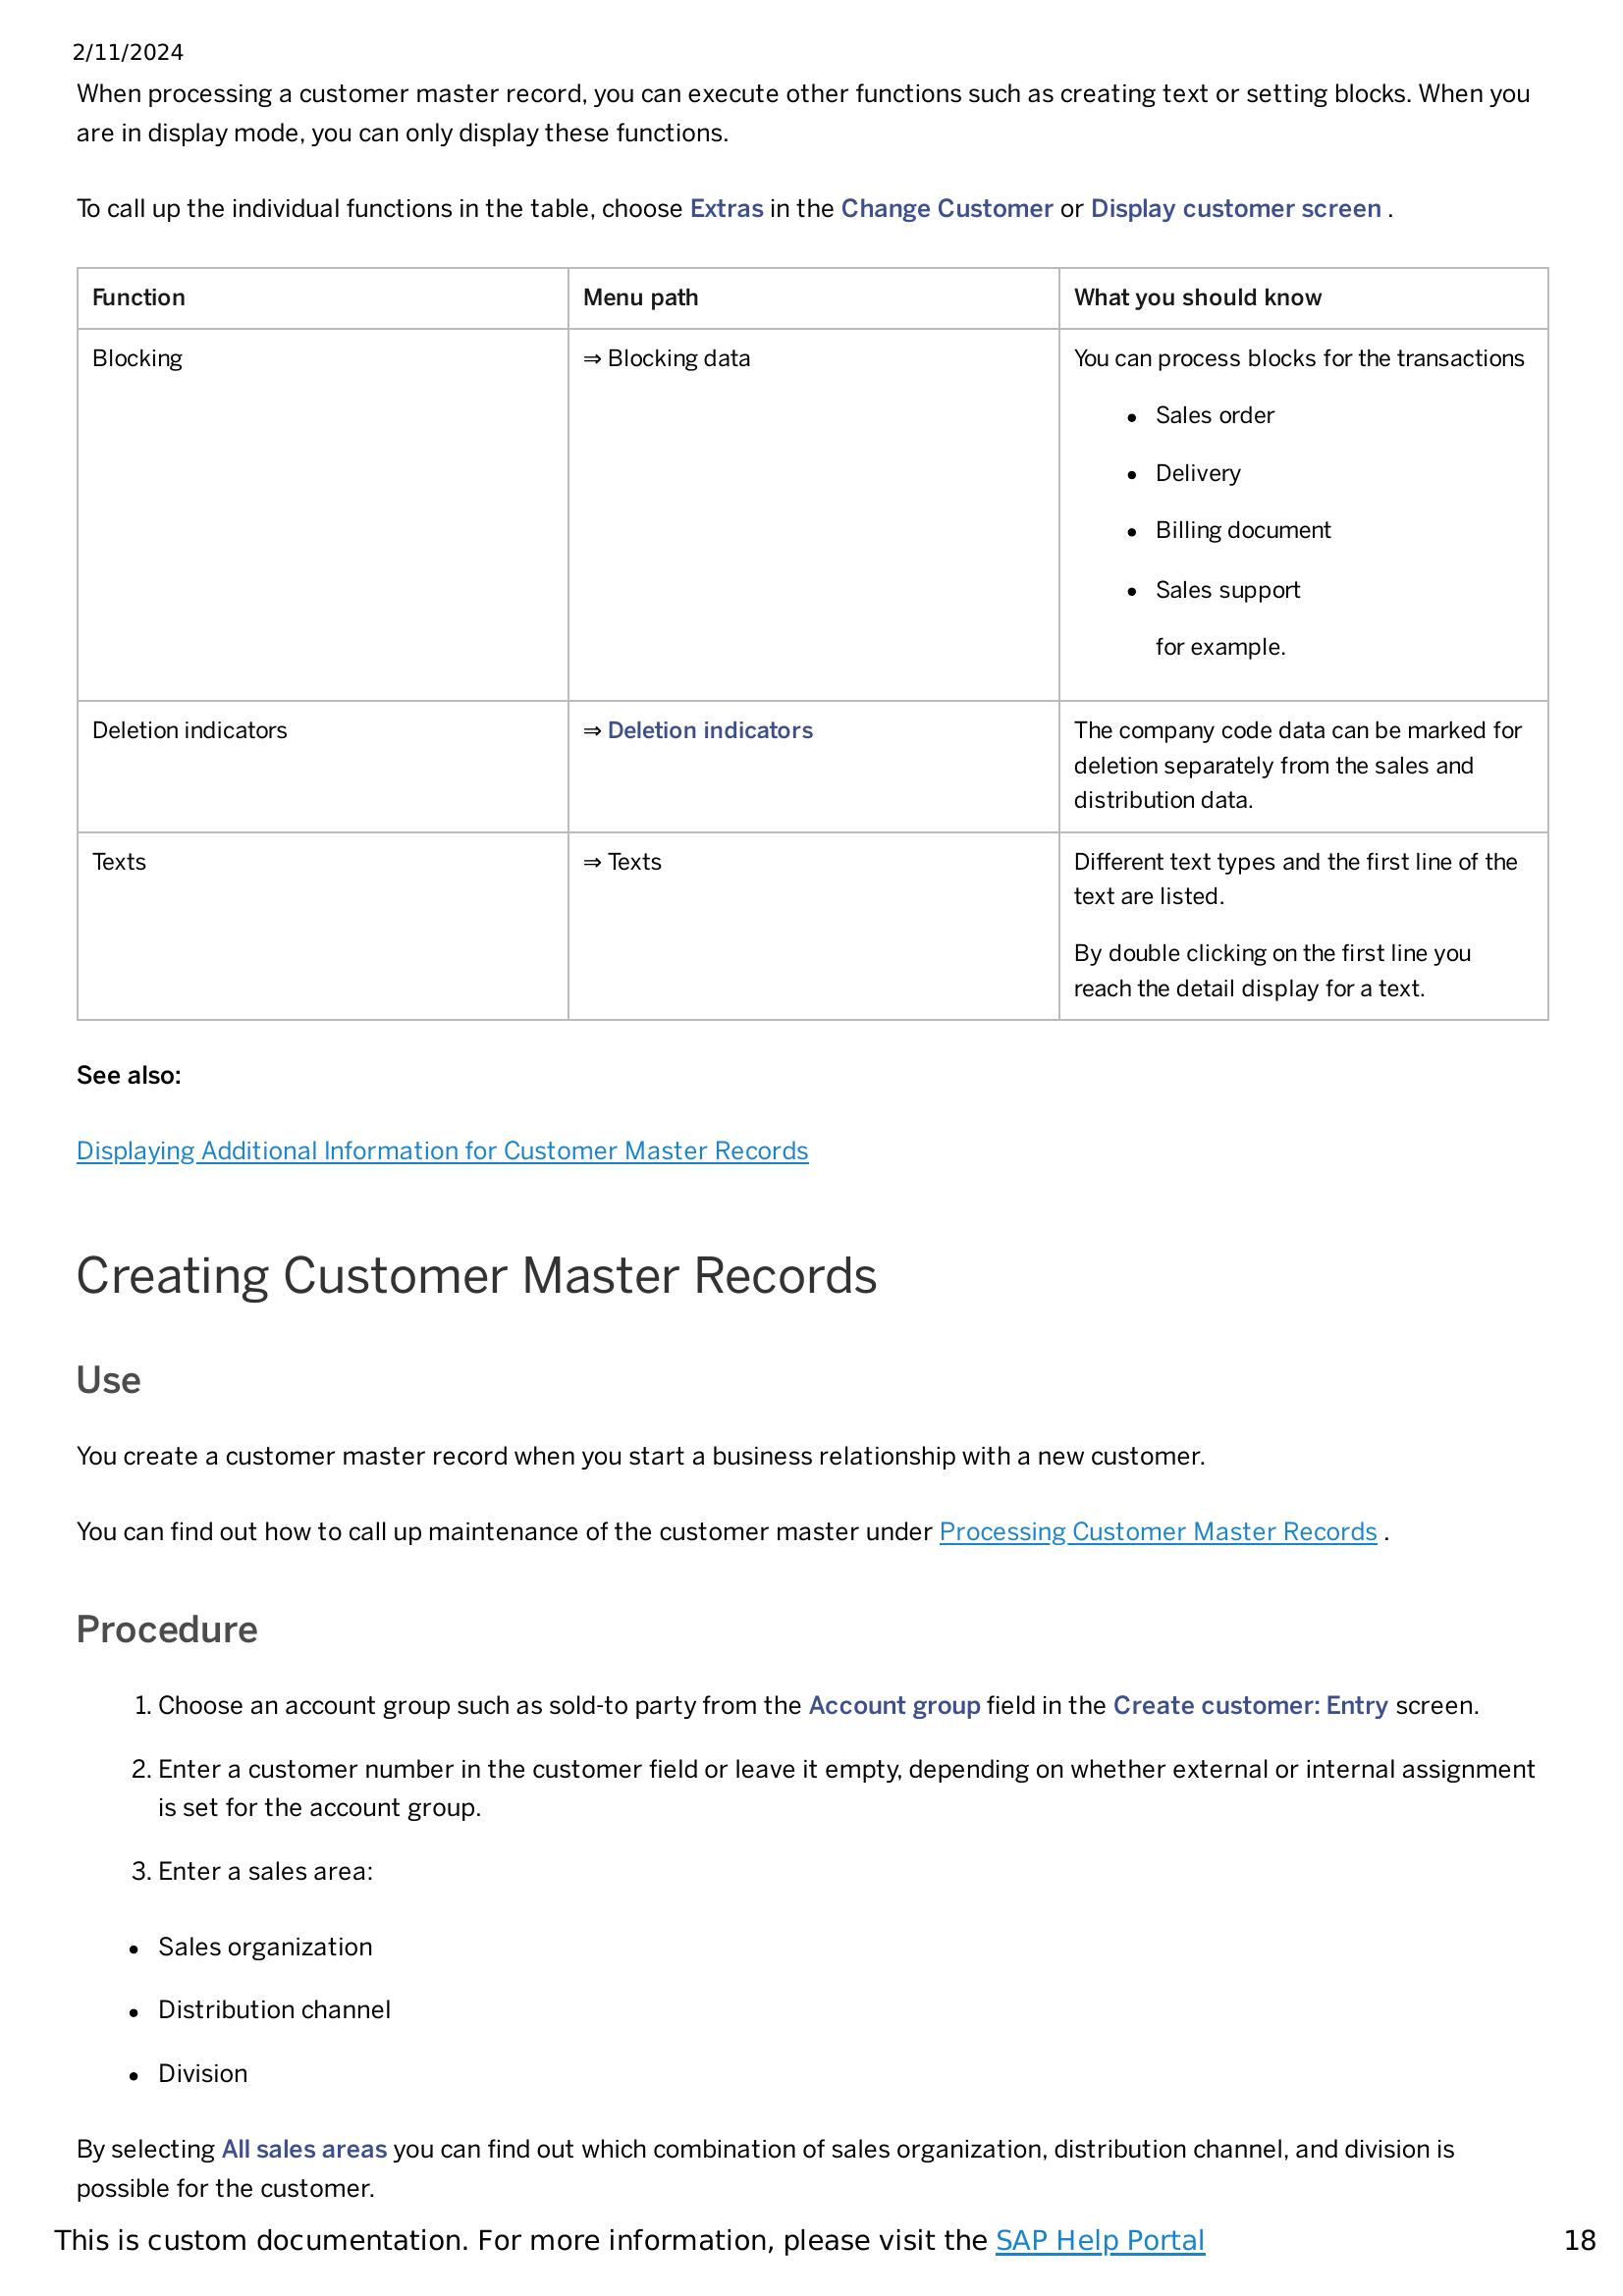 2/11/2024
When processing a customer master record, you can execute other functions such as creating text or setting blocks. When you
are in display mode, you can only display these functions.
To call up the individual functions in the table, choose Extras in the Change Customer or Display customer screen .
Function
Menu path
What you should know
Blocking
⇒ Blocking data
You can process blocks for the transactions
• Sales order
• Delivery
• Billing document
• Sales support
for example.
Deletion indicators
⇒ Deletion indicators
The company code data can be marked for
deletion separately from the sales and
distribution data.
Texts
⇒ Texts
Different text types and the first line of the
text are listed.
By double clicking on the first line you
reach the detail display for a text.
See also:
Displaying Additional Information for Customer Master Records
Creating Customer Master Records
Use
You create a customer master record when you start a business relationship with a new customer.
You can find out how to call up maintenance of the customer master under Processing Customer Master Records .
Procedure
1. Choose an account group such as sold-to party from the Account group field in the Create customer: Entry screen.
2. Enter a customer number in the customer field or leave it empty, depending on whether external or internal assignment
is set for the account group.
3. Enter a sales area:
• Sales organization
• Distribution channel
• Division
By selecting All sales areas you can find out which combination of sales organization, distribution channel, and division is
possible for the customer.
This is custom documentation. For more information, please visit the SAP Help Portal
18